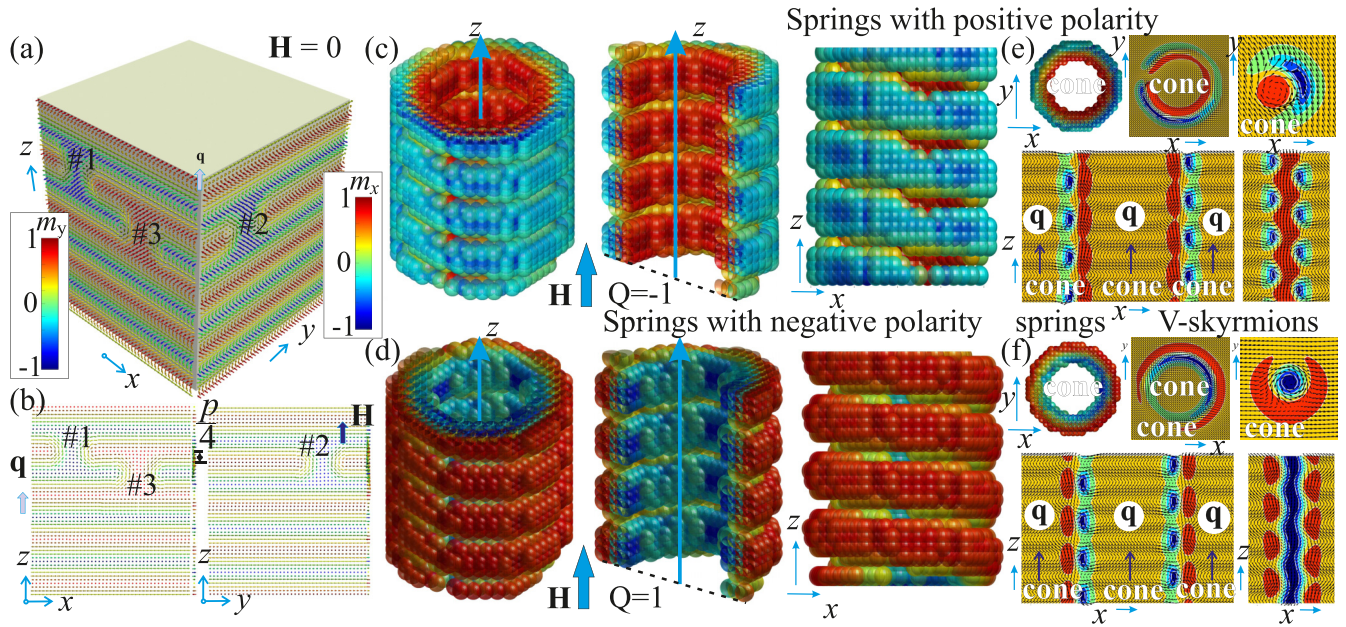 (a)
H = 0
z
#1
q
#2
#3
1
my
0
-1
1
mx
0
-1
x
y
(b)
#1
q
#3
z
x
p
4
#2
H
z
y
Springs with positive polarity
(c)
z
H
z
Q=-1
y
x
z
x
(e)
cone
y
x
y
cone
x
y
cone
x
q
q
q
z
cone
cone
cone
x
z
x
Springs with negative polarity
springs
V-skyrmions
(d)
z
H
z
Q=1
z
x
(f)
cone
y
x
y
cone
cone
x
y
cone
q
q
q
z
cone
cone
cone
x
z
x